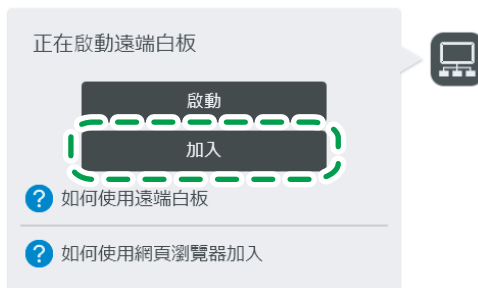 正在啟動遠端白板
啟動
加入
如何使用遠端白板
如何使用網頁瀏覽器加入